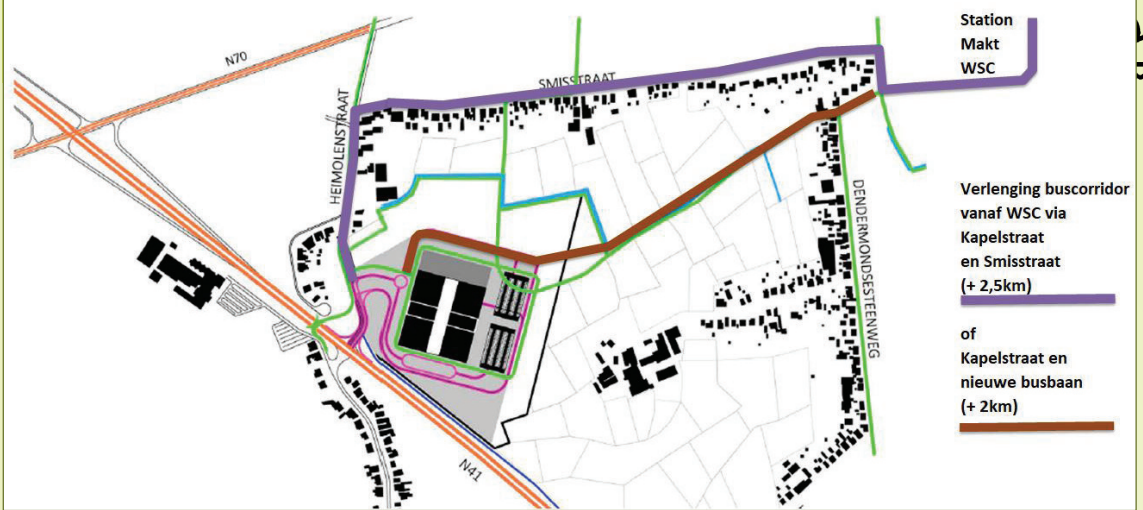 Station
Makt
WSC
N70
SMISSTRAAT
HEIMOLENSTRAAT
DENDERMONDSESTEENWEG
N41
Verlenging buscorridor
vanaf WSC via
Kapelstraat
en Smisstraat
(+ 2,5km)
of
Kapelstraat en
nieuwe busbaan
(+ 2km)